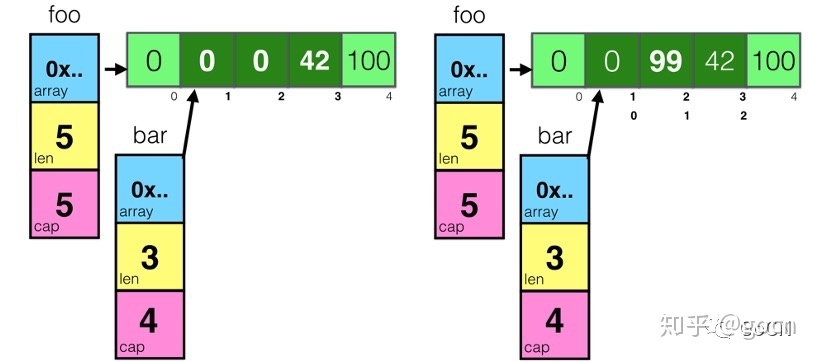 foo
0x..
array
5
len
5
cap
0 0 0 42 100
0 1 2 3 4
bar
0x..
array
3
len
4
cap
foo
0x..
array
5
len
5
cap
0 0 99 42 100
0 1 2 3 4
0 1 2
bar
0x..
array
3
len
4
cap
知乎 @gocn